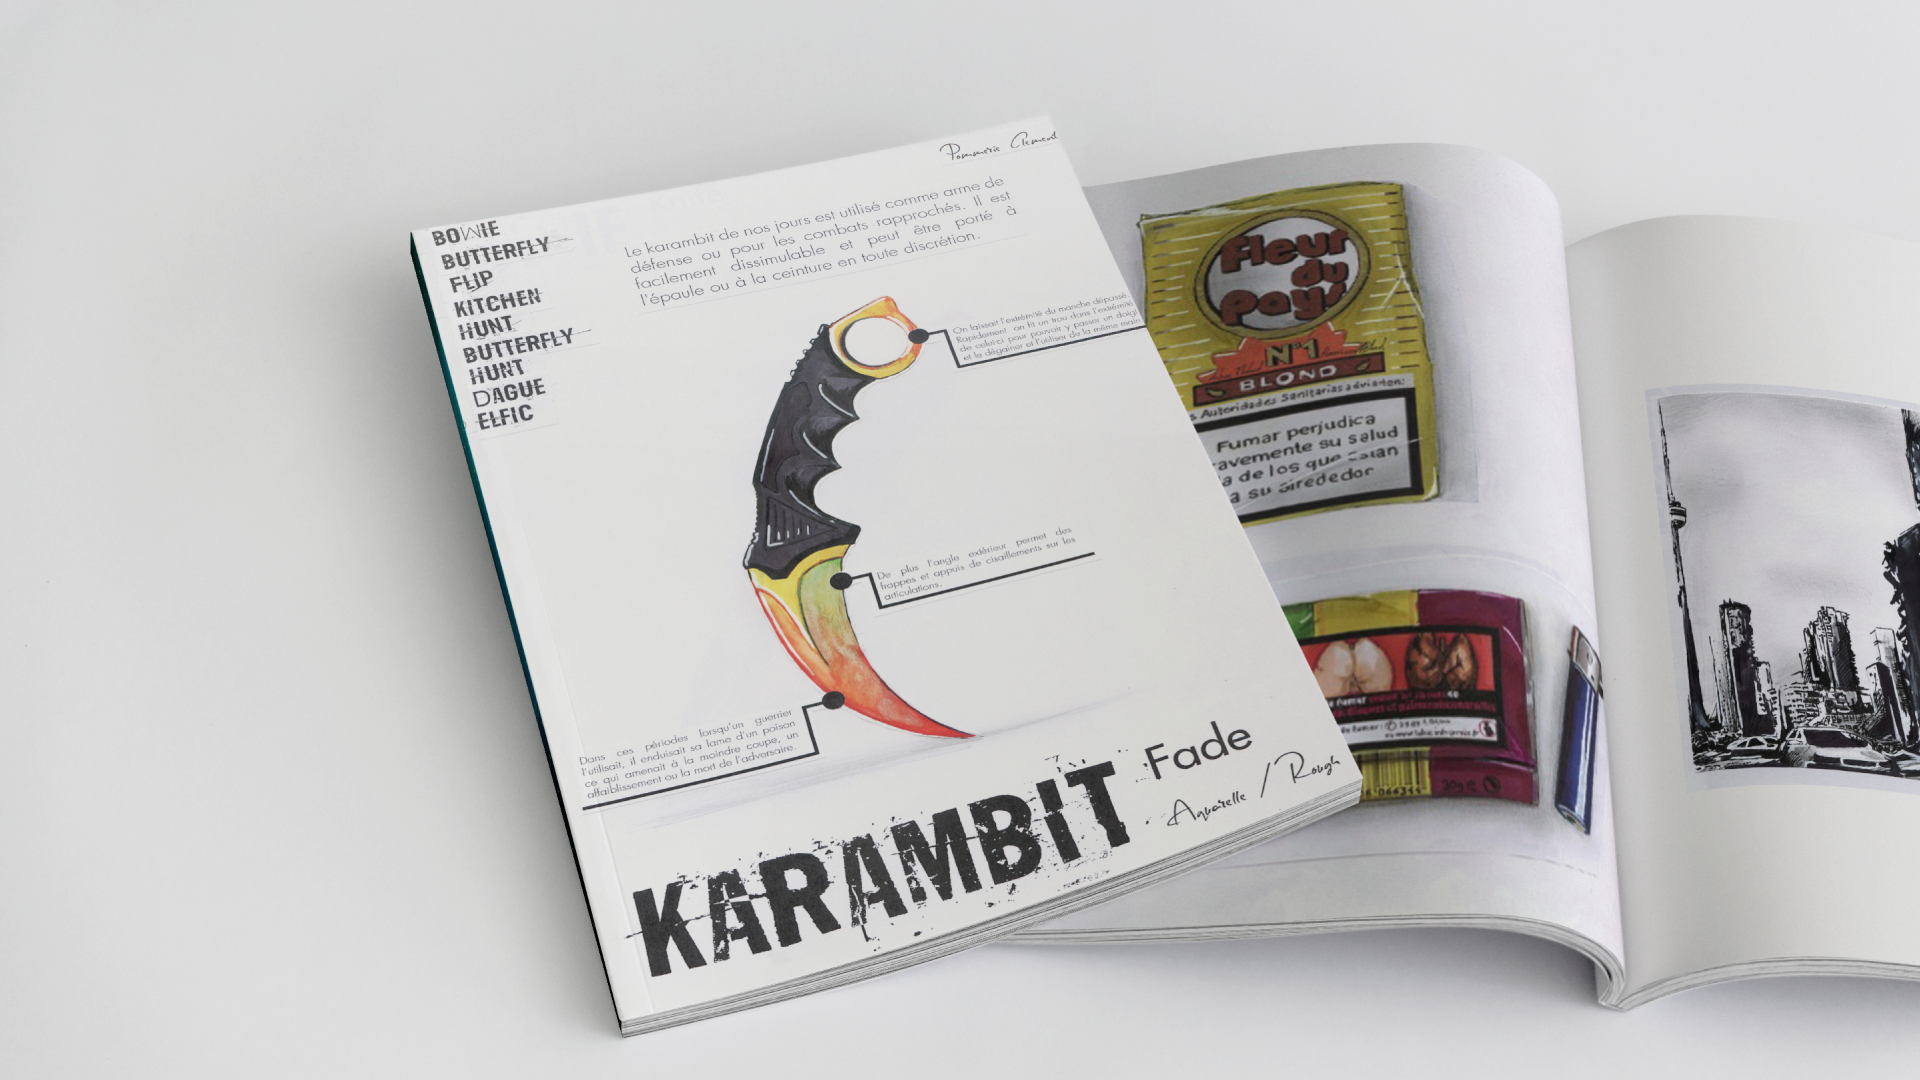 Pommerie Clement
BOWIE
BUTTERFLY
FLIP
KITCHEN
HUNT
BUTTERFLY
HUNT
DAGUE
ELFIC
Le karambit de nos jours est utilisé comme arme de
défense ou pour les combats rapprochés. Il est
facilement dissimulable et peut être porté à
l'épaule ou à la ceinture en toute discrétion.
On laissait l'extrémité du manche dépassé.
Rapidement on fit un trou dans l'extrémité
de celui-ci pour pouvoir y passer un doigt
et le dégainer et l'utiliser de la même main
De plus l'angle extérieur permet des
frappes et appuis de cisaillements sur les
articulations.
Dans ces périodes lorsqu'un guerrier
l'utilisait, il enduisait sa lame d'un poison
ce qui amenait à la moindre coupe, un
affaiblissement ou la mort de l'adversaire.
KARAMBIT
Fade
Aquarelle / Rough
Fleur
du
pays
N°1
BLOND
s Autoridades Sanitarias advierten:
Fumar perjudica
avemente su salud
a de los que estan
a su alrededor